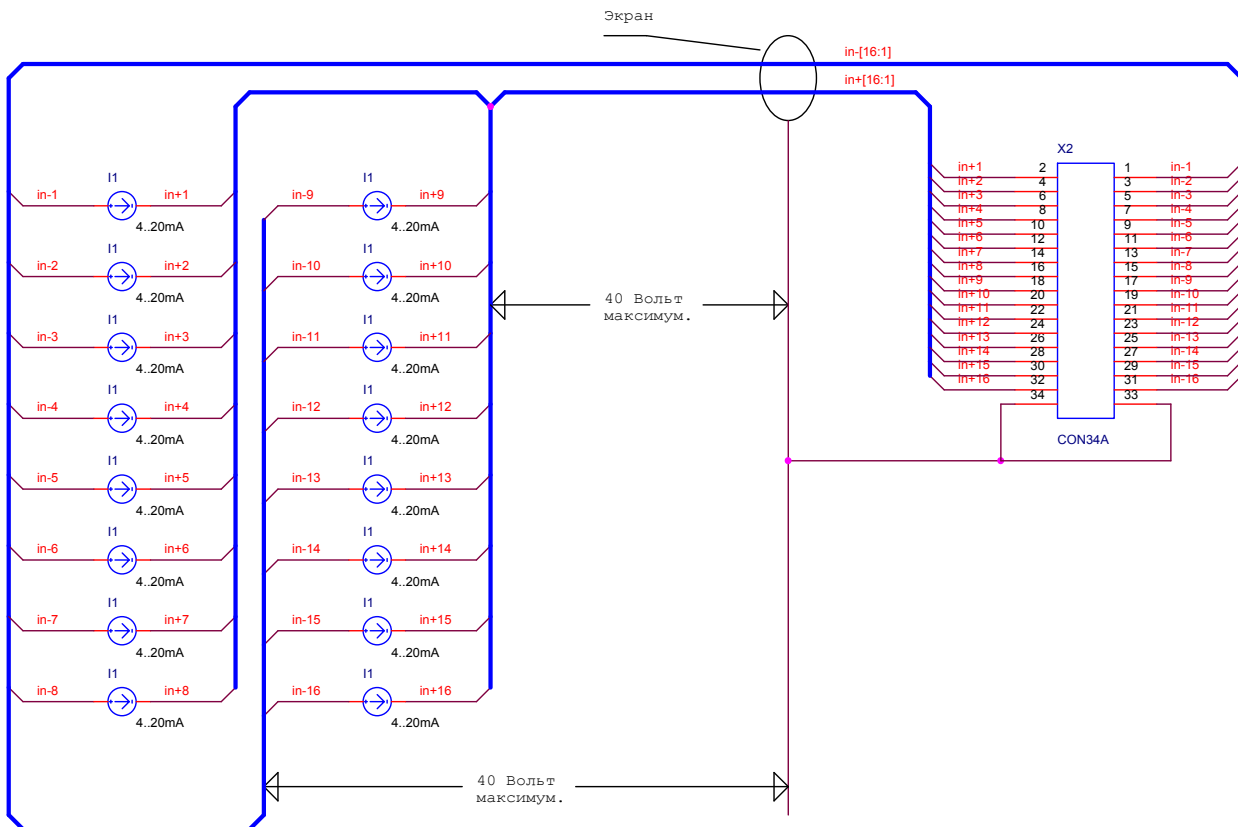 Экран
in-[16:1]
in+[16:1]
X2
I1
in-1 in+1
4..20mA
I1
in-2 in+2
4..20mA
I1
in-3 in+3
4..20mA
I1
in-4 in+4
4..20mA
I1
in-5 in+5
4..20mA
I1
in-6 in+6
4..20mA
I1
in-7 in+7
4..20mA
I1
in-8 in+8
4..20mA
I1
in-9 in+9
4..20mA
I1
in-10 in+10
4..20mA
I1
in-11 in+11
4..20mA
I1
in-12 in+12
4..20mA
I1
in-13 in+13
4..20mA
I1
in-14 in+14
4..20mA
I1
in-15 in+15
4..20mA
I1
in-16 in+16
4..20mA
40 Вольт
максимум.
40 Вольт
максимум.
in+1 2 1 in-1
in+2 4 3 in-2
in+3 6 5 in-3
in+4 8 7 in-4
in+5 10 9 in-5
in+6 12 11 in-6
in+7 14 13 in-7
in+8 16 15 in-8
in+9 18 17 in-9
in+10 20 19 in-10
in+11 22 21 in-11
in+12 24 23 in-12
in+13 26 25 in-13
in+14 28 27 in-14
in+15 30 29 in-15
in+16 32 31 in-16
34 33
CON34A